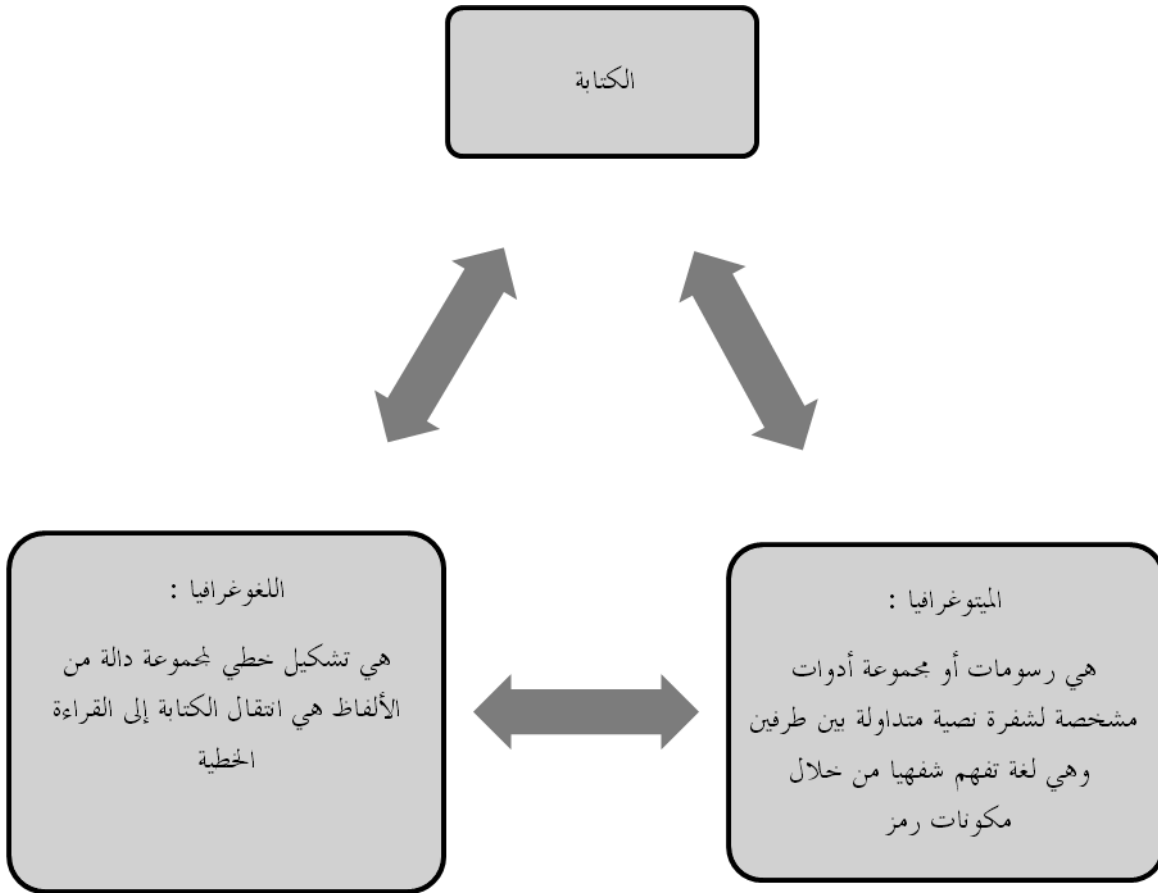 الكتابة
الميتوغرافيا :
هي رسومات أو مجموعة أدوات
مشخصة لشفرة نصية متداولة بين طرفين
وهي لغة تفهم شفهيا من خلال
مكونات رمز
اللغوغرافيا :
هي تشكيل خطي لمجموعة دالة من
الألفاظ هي انتقال الكتابة إلى القراءة
الخطية